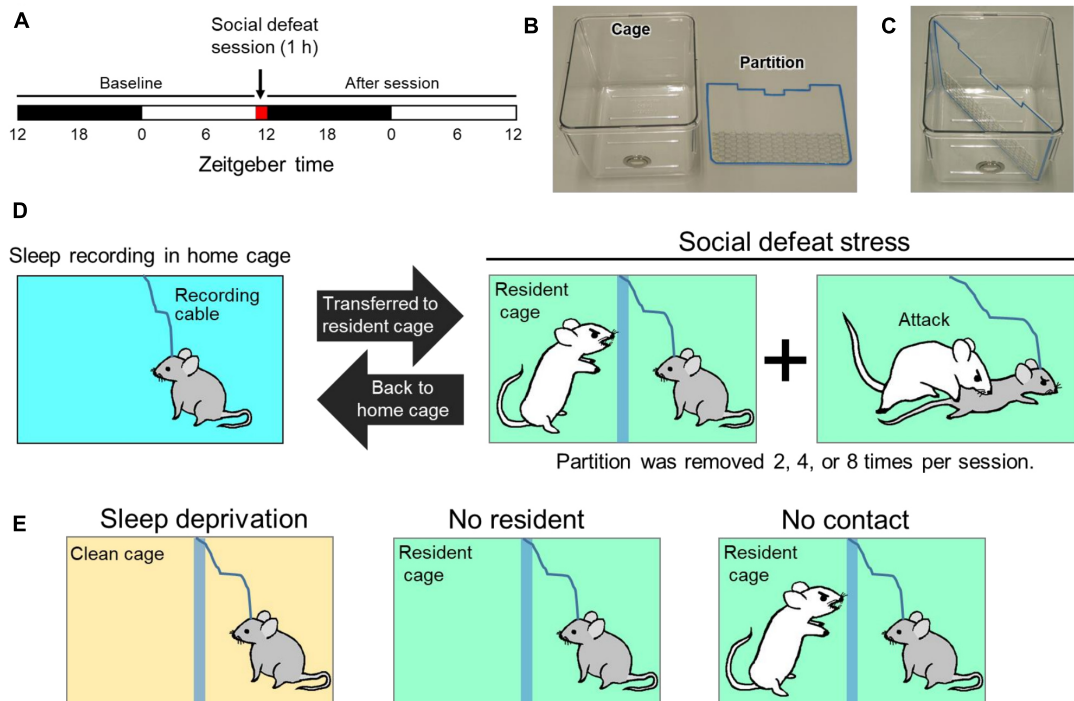 A
Social defeat
session (1 h)
Baseline
After session
12 18 0 6 12 18 0 6 12
Zeitgeber time
B
Cage
Partition
C
D
Sleep recording in home cage
Recording
cable
Transferred to
resident cage
Back to
home cage
Social defeat stress
Resident
cage
+
Attack
Partition was removed 2, 4, or 8 times per session.
E
Sleep deprivation
Clean cage
No resident
Resident
cage
No contact
Resident
cage